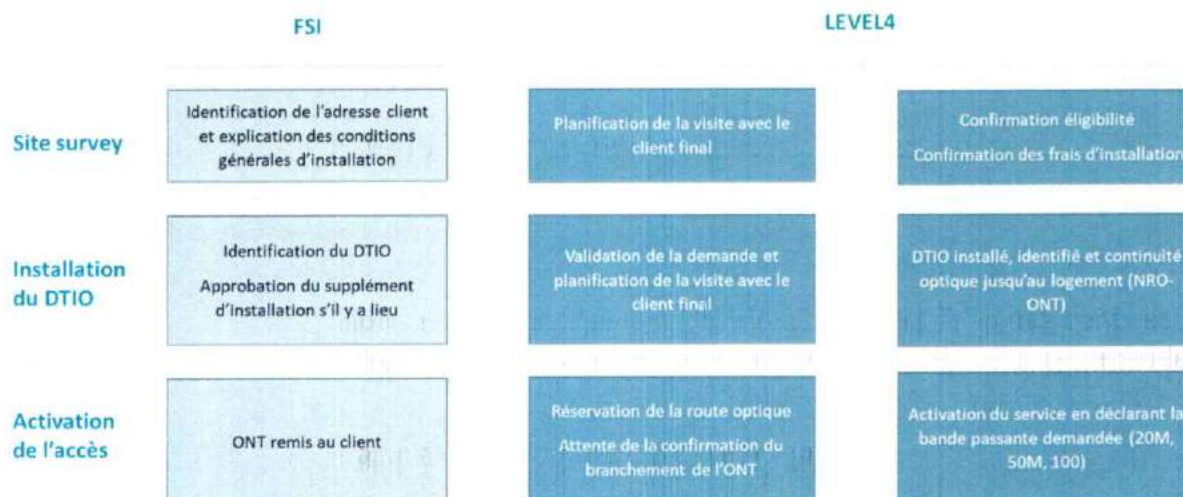 FSI
LEVEL4
Site survey
Identification de l'adresse client
et explication des conditions
générales d'installation
Planification de la visite avec le
client final
Confirmation éligibilité
Confirmation des frais d'installation
Installation
du DTIO
Identification du DTIO
Approbation du supplément
d'installation s'il y a lieu
Validation de la demande et
planification de la visite avec le
client final
DTIO installé, identifié et continuité
optique jusqu'au logement (NRO-
ONT)
Activation
de l'accès
ONT remis au client
Réservation de la route optique
Attente de la confirmation du
branchement de l'ONT
Activation du service en déclarant la
bande passante demandée (20M,
50M, 100)